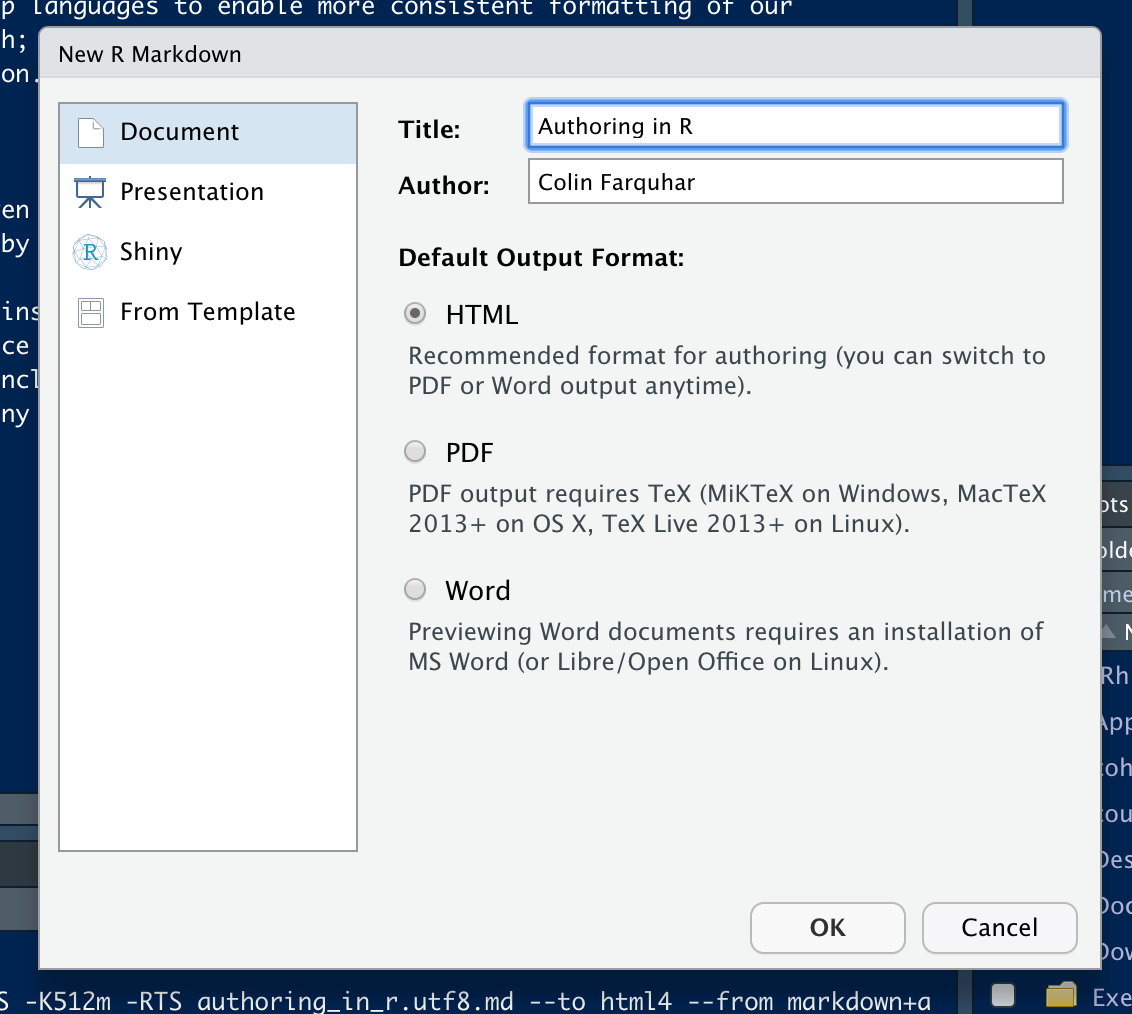 p languages to enable more consistent formatting of our
h;
on.
New R Markdown
Document
Presentation
Shiny
From Template
Title:
Authoring in R
Author:
Colin Farquhar
Default Output Format:
HTML
Recommended format for authoring (you can switch to
PDF or Word output anytime).
PDF
PDF output requires TeX (MiKTeX on Windows, MacTeX
2013+ on OS X, TeX Live 2013+ on Linux).
Word
Previewing Word documents requires an installation of
MS Word (or Libre/Open Office on Linux).
OK
Cancel
en
by
ins
ce
ncl
ny
ots
olde
me
N
Rh
App
coh
cou
Des
Doc
Dow
Exe
S -K512m -RTS authoring_in_r.utf8.md --to html4 --from markdown+a